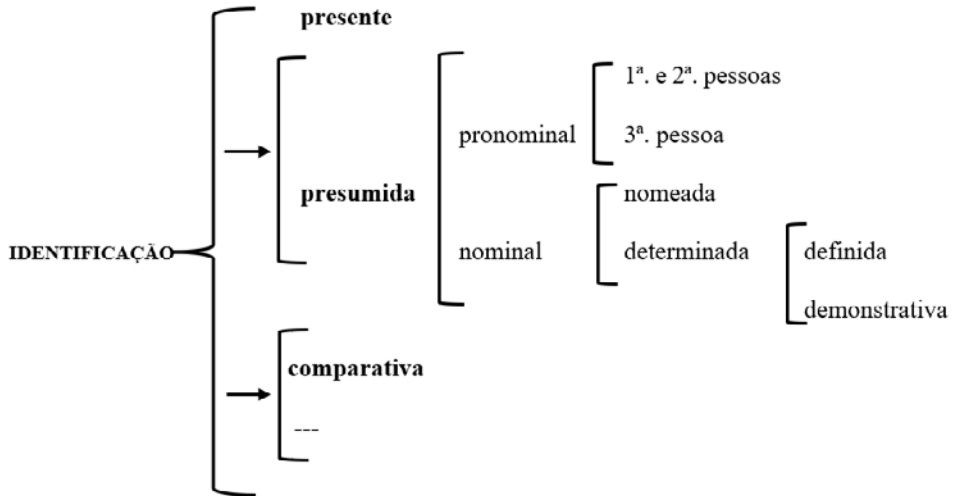 presente
1ª. e 2ª. pessoas
pronominal
3ª. pessoa
presumida
nomeada
IDENTIFICAÇÃO
nominal
determinada
definida
demonstrativa
comparativa
---